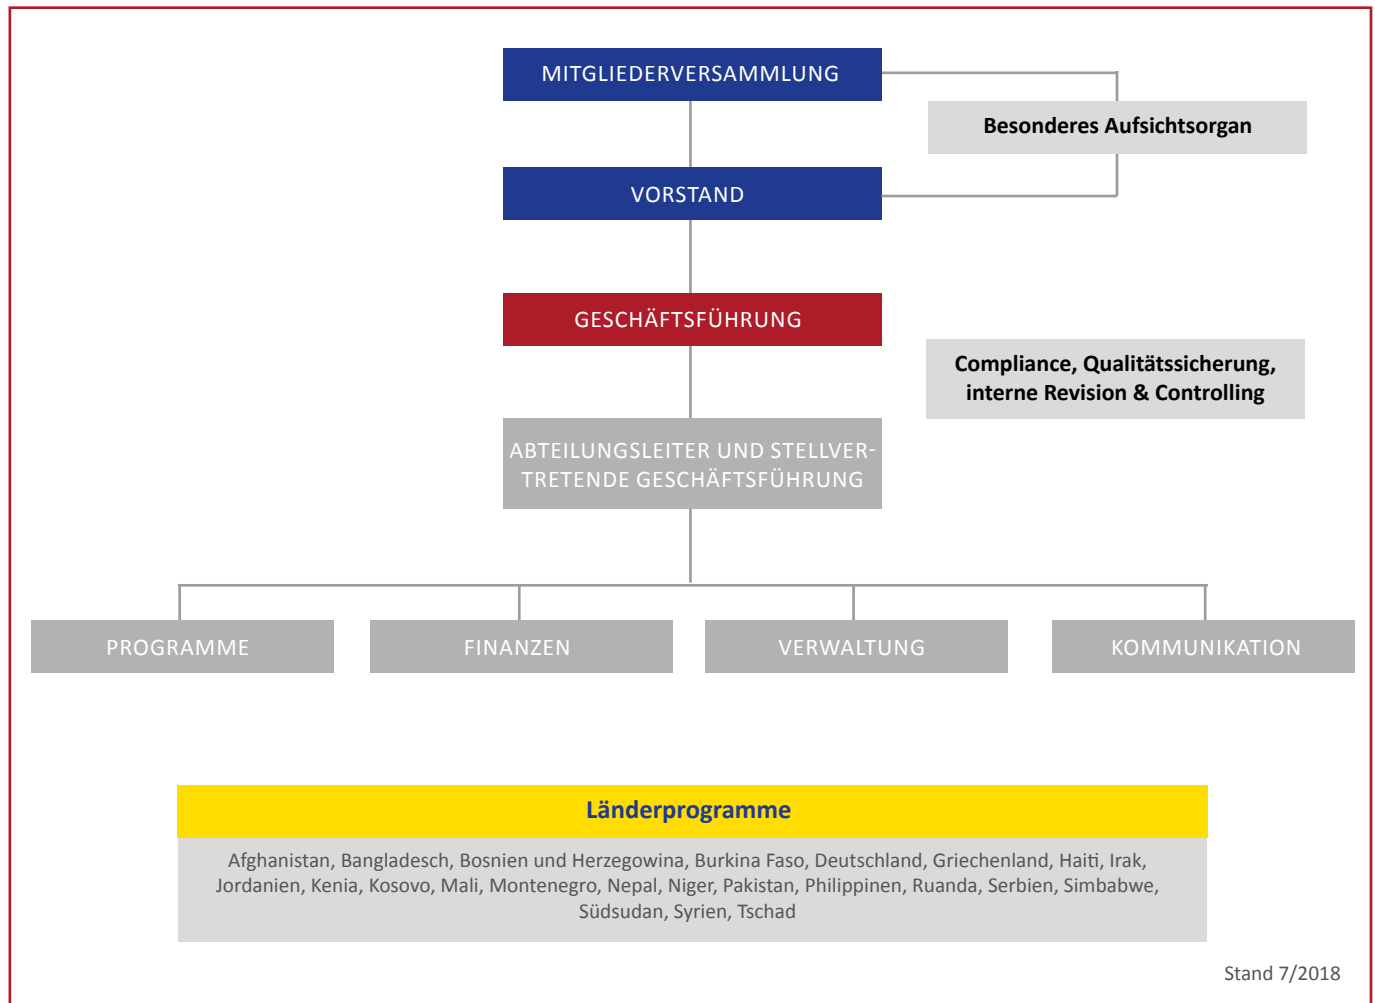 MITGLIEDERVERSAMMLUNG
Besonderes Aufsichtsorgan
VORSTAND
GESCHÄFTSFÜHRUNG
Compliance, Qualitätssicherung,
interne Revision & Controlling
ABTEILUNGSLEITER UND STELLVER-
TRETENDE GESCHÄFTSFÜHRUNG
PROGRAMME
FINANZEN
VERWALTUNG
KOMMUNIKATION
Länderprogramme
Afghanistan, Bangladesch, Bosnien und Herzegowina, Burkina Faso, Deutschland, Griechenland, Haiti, Irak,
Jordanien, Kenia, Kosovo, Mali, Montenegro, Nepal, Niger, Pakistan, Philippinen, Ruanda, Serbien, Simbabwe,
Südsudan, Syrien, Tschad
Stand 7/2018